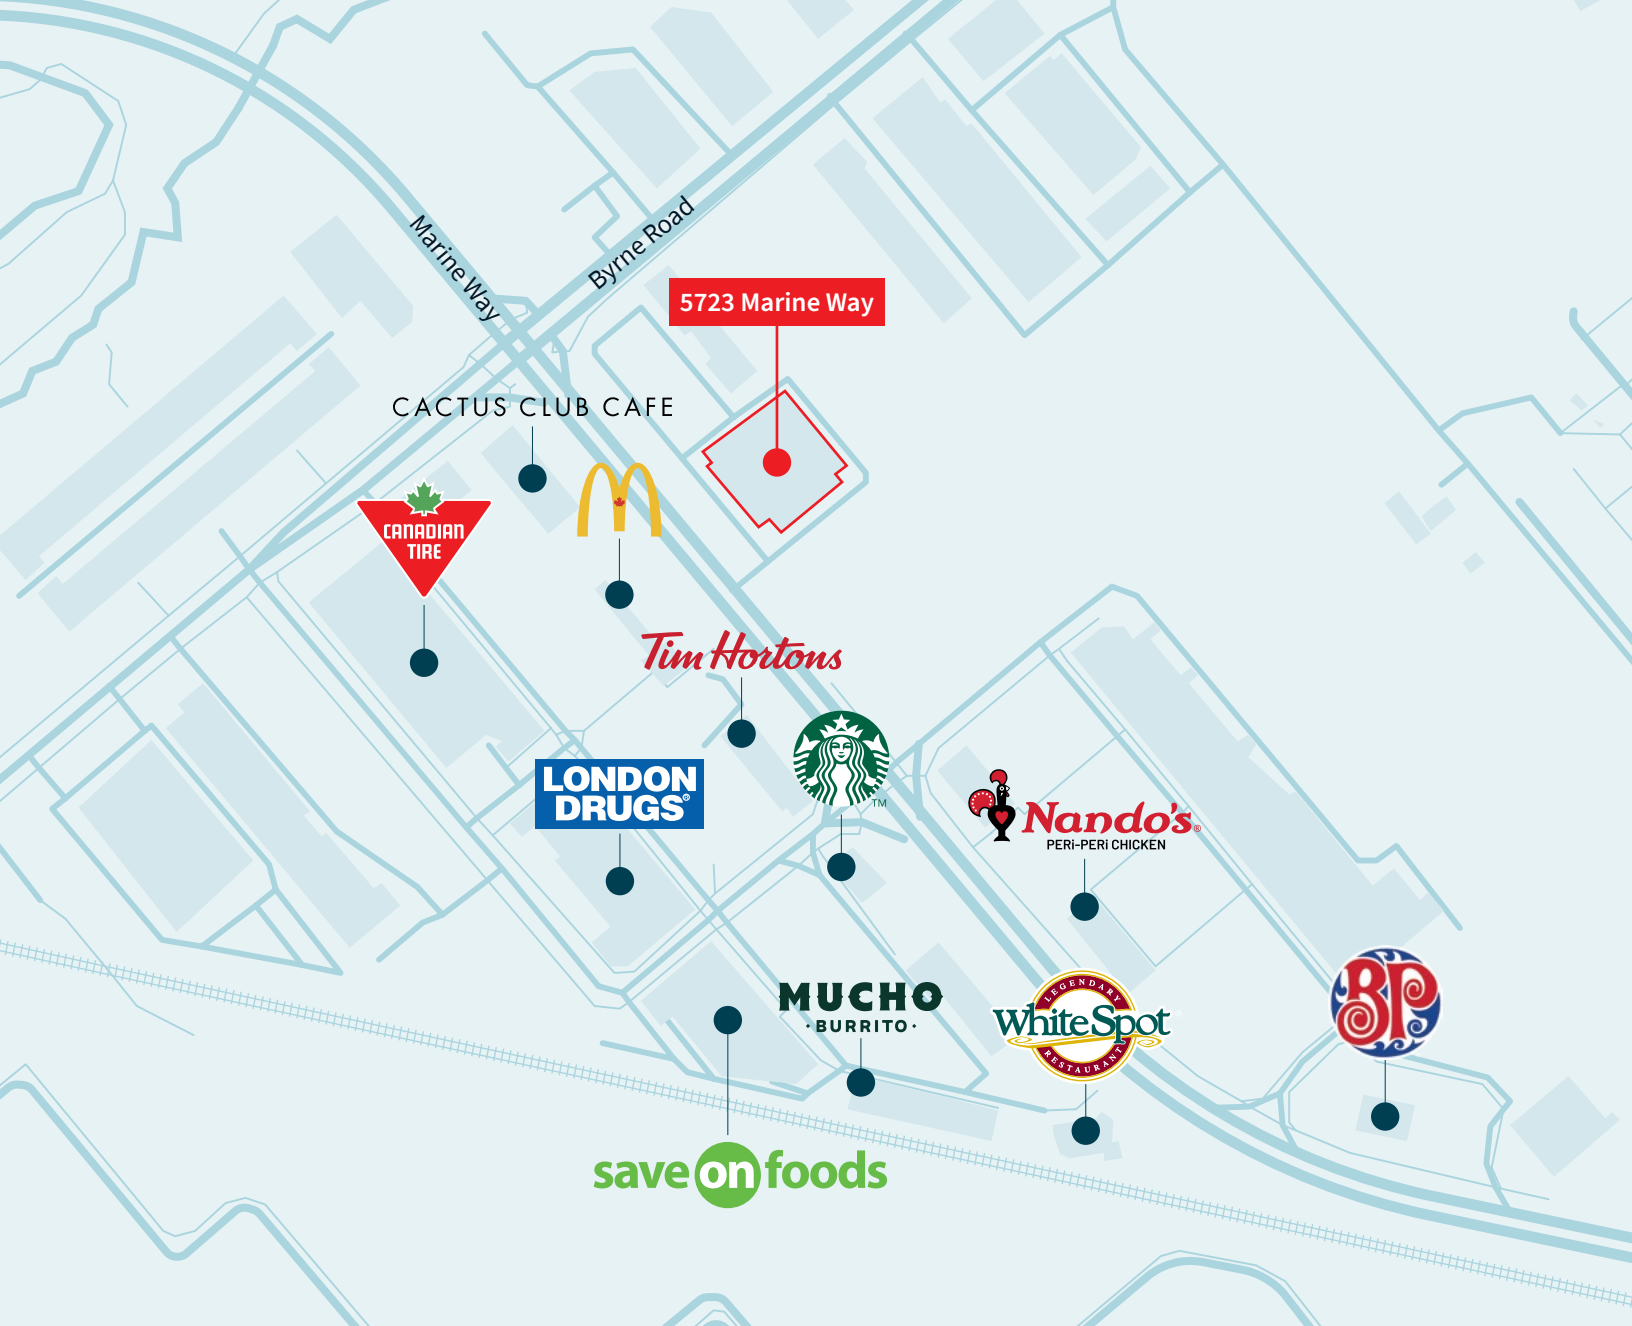 Marine Way
Byrne Road
5723 Marine Way
CACTUS CLUB CAFE
CANADIAN
TIRE
Tim Hortons
LONDON
DRUGS®
TM
Nando's®
PERi-PERi CHICKEN
MUCHO
·BURRITO·
LEGENDARY
White Spot
RESTAURANT
BP
save on foods